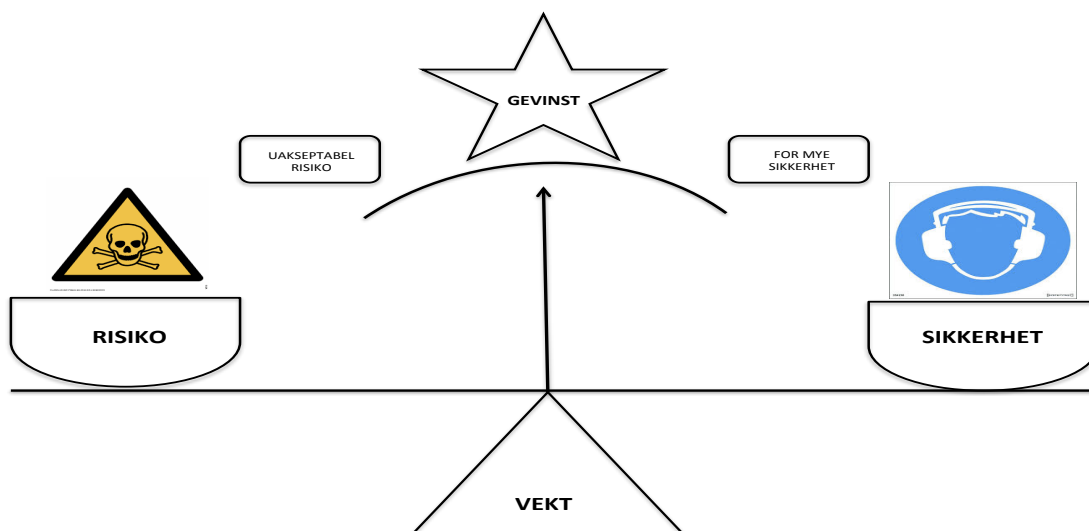 GEVINST
UAKSEPTABEL
RISIKO
FOR MYE
SIKKERHET
RISIKO
SIKKERHET
VEKT